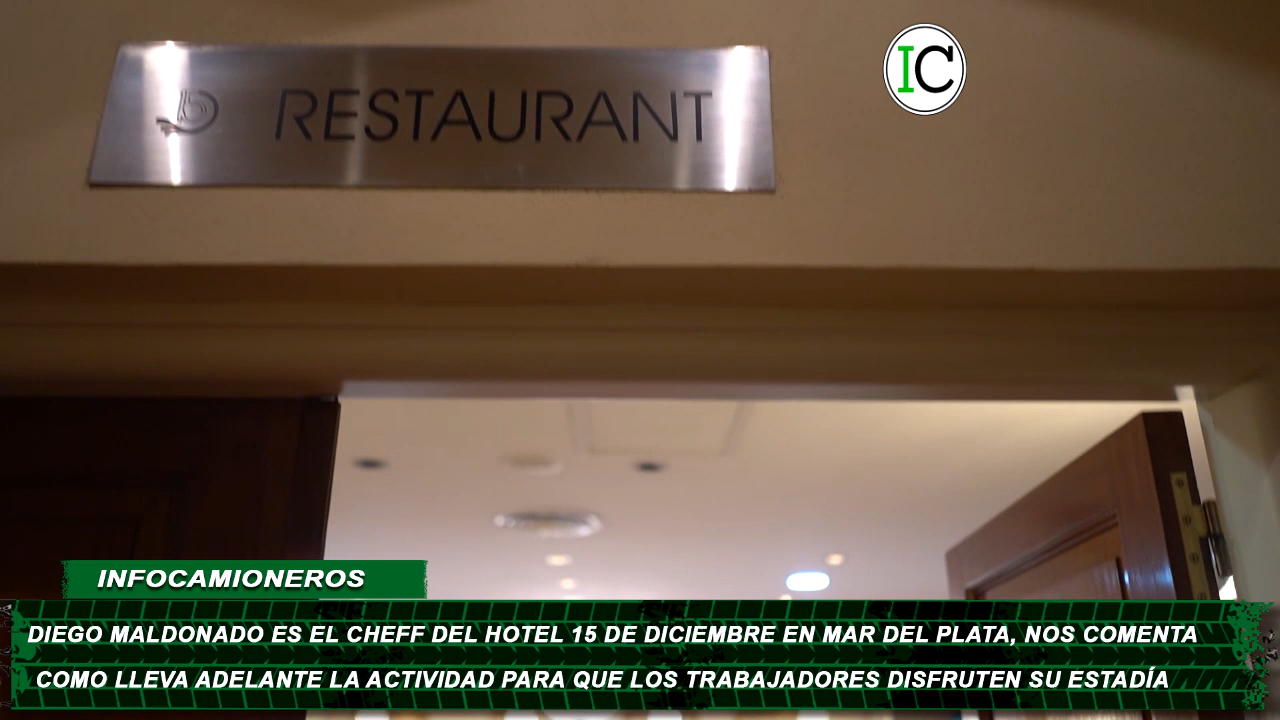 IC
15 RESTAURANT
INFOCAMIONEROS
DIEGO MALDONADO ES EL CHEFF DEL HOTEL 15 DE DICIEMBRE EN MAR DEL PLATA, NOS COMENTA
COMO LLEVA ADELANTE LA ACTIVIDAD PARA QUE LOS TRABAJADORES DISFRUTEN SU ESTADÍA